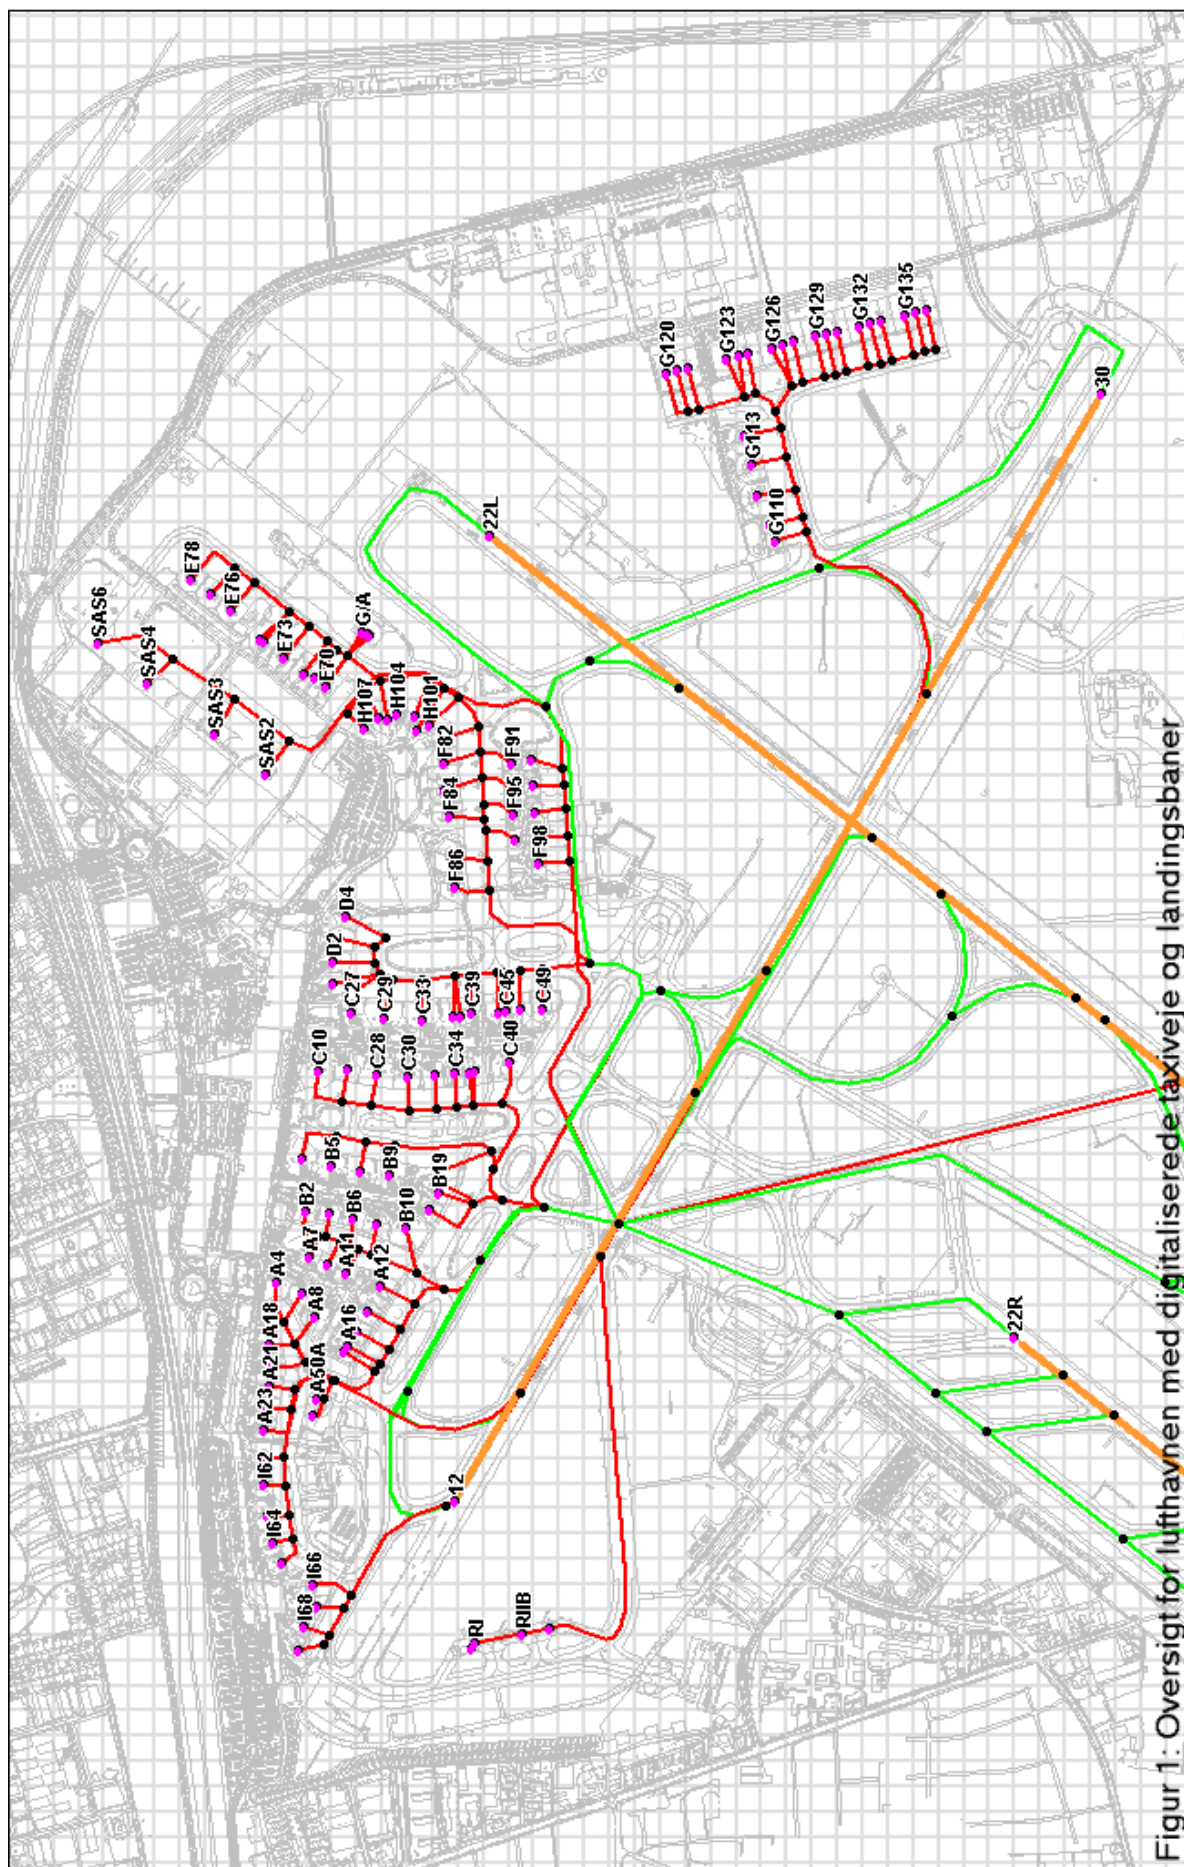 SAS6
SAS4
SAS3
SAS2
E78
E76
E73
E70
G/A
H107
H104
H101
F82
F84
F86
F91
F95
F98
D4
D2
C27
C29
C33
C39
C45
C49
C10
C28
C30
C34
C40
B5
B9
B19
B2
B6
B10
A7
A11
A12
A4
A8
A16
A18
A21
A50A
A23
I62
I64
I66
I68
RI
RIIB
12
22L
22R
30
G110
G113
G120
G123
G126
G129
G132
G135
Figur 1: Oversigt for lufthavnen med digitaliserede taxiveje og landingsbaner